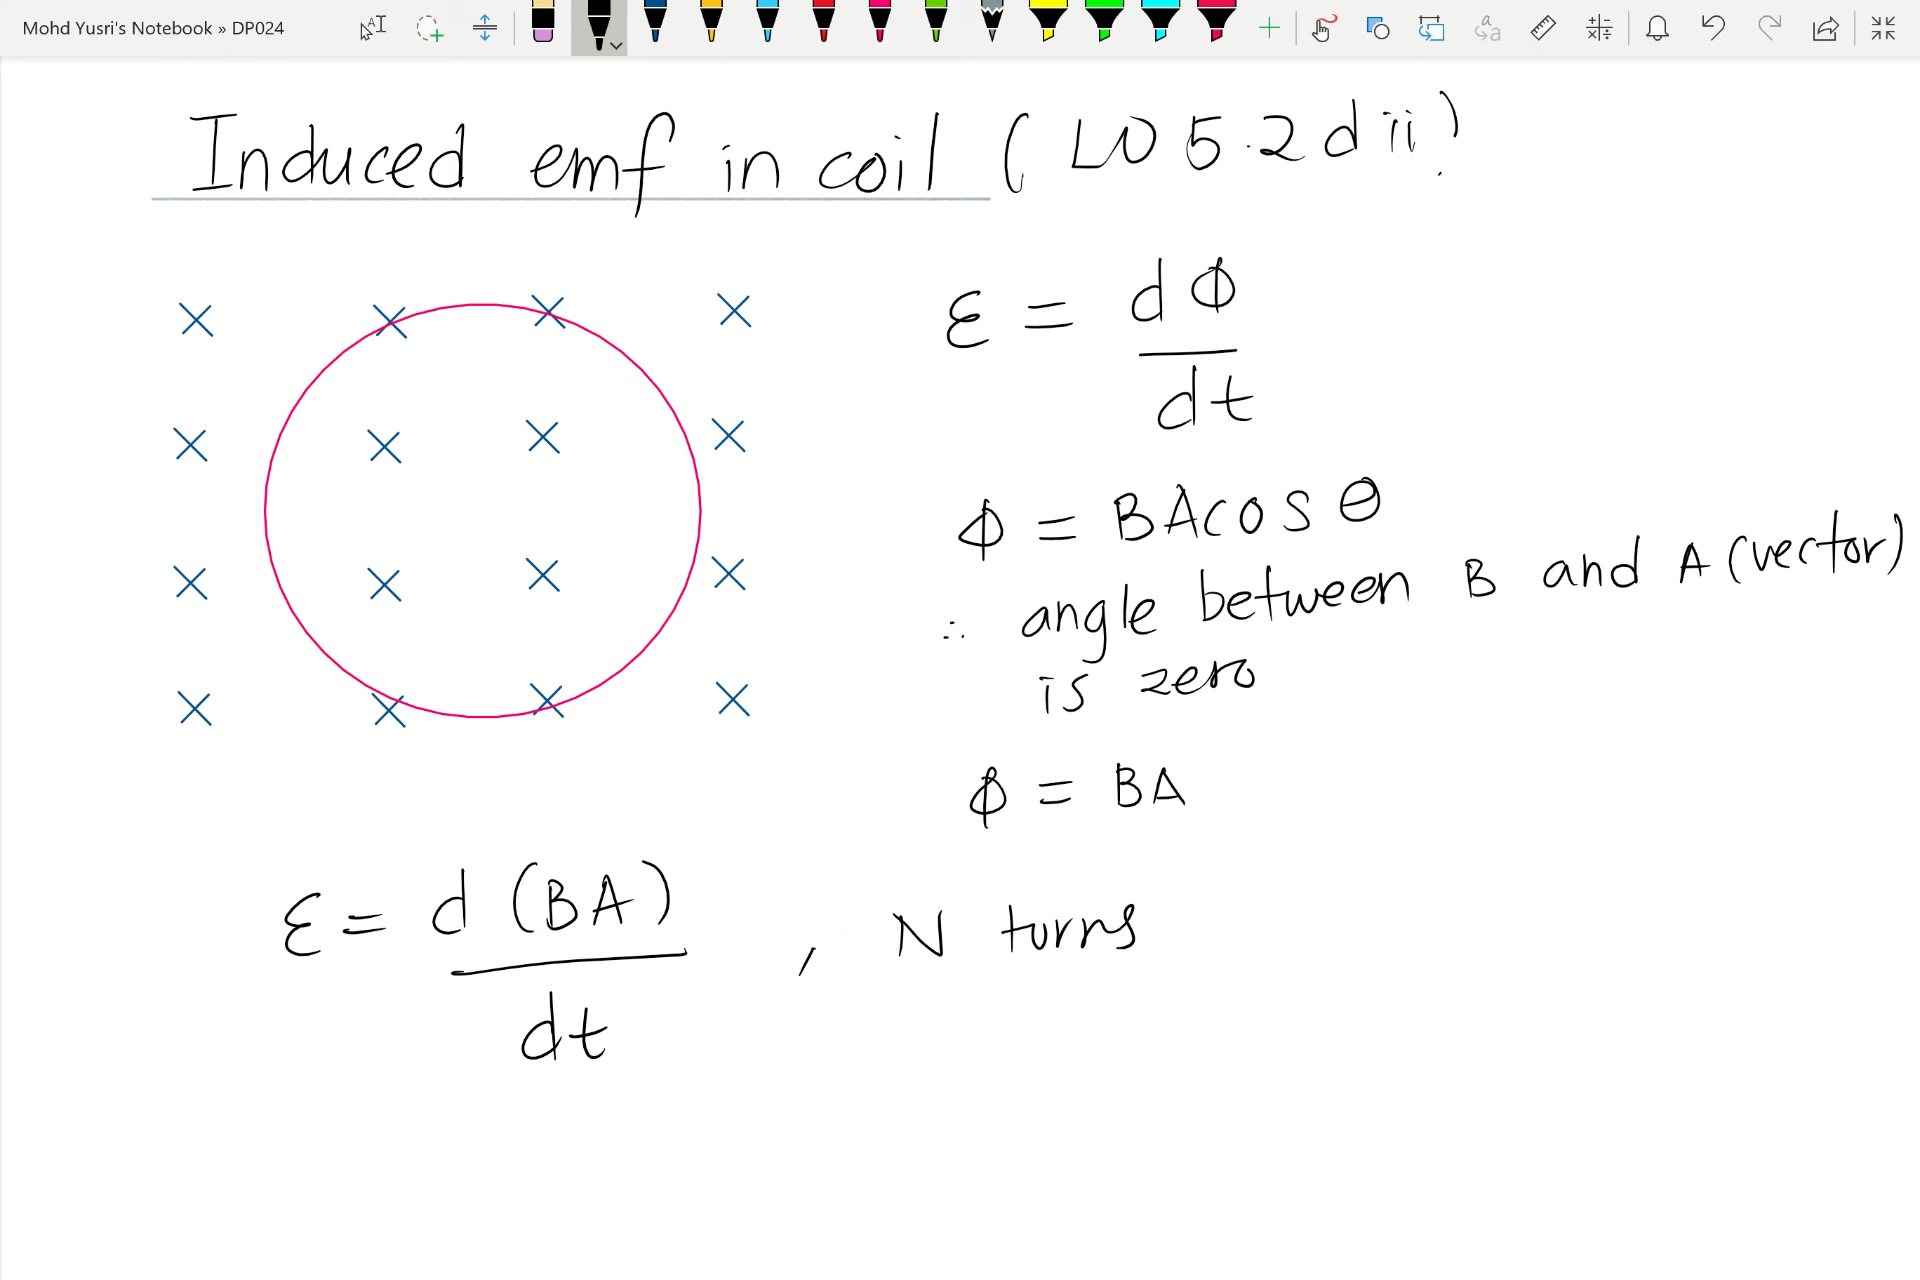 Mohd Yusri's Notebook » DP024
Induced emf in coil (LO 5.2 d ii)
ε = dΦ
dt
Φ = BA cos θ
∴ angle between B and A (vector)
is zero
Φ = BA
ε = d (BA) , N turns
dt